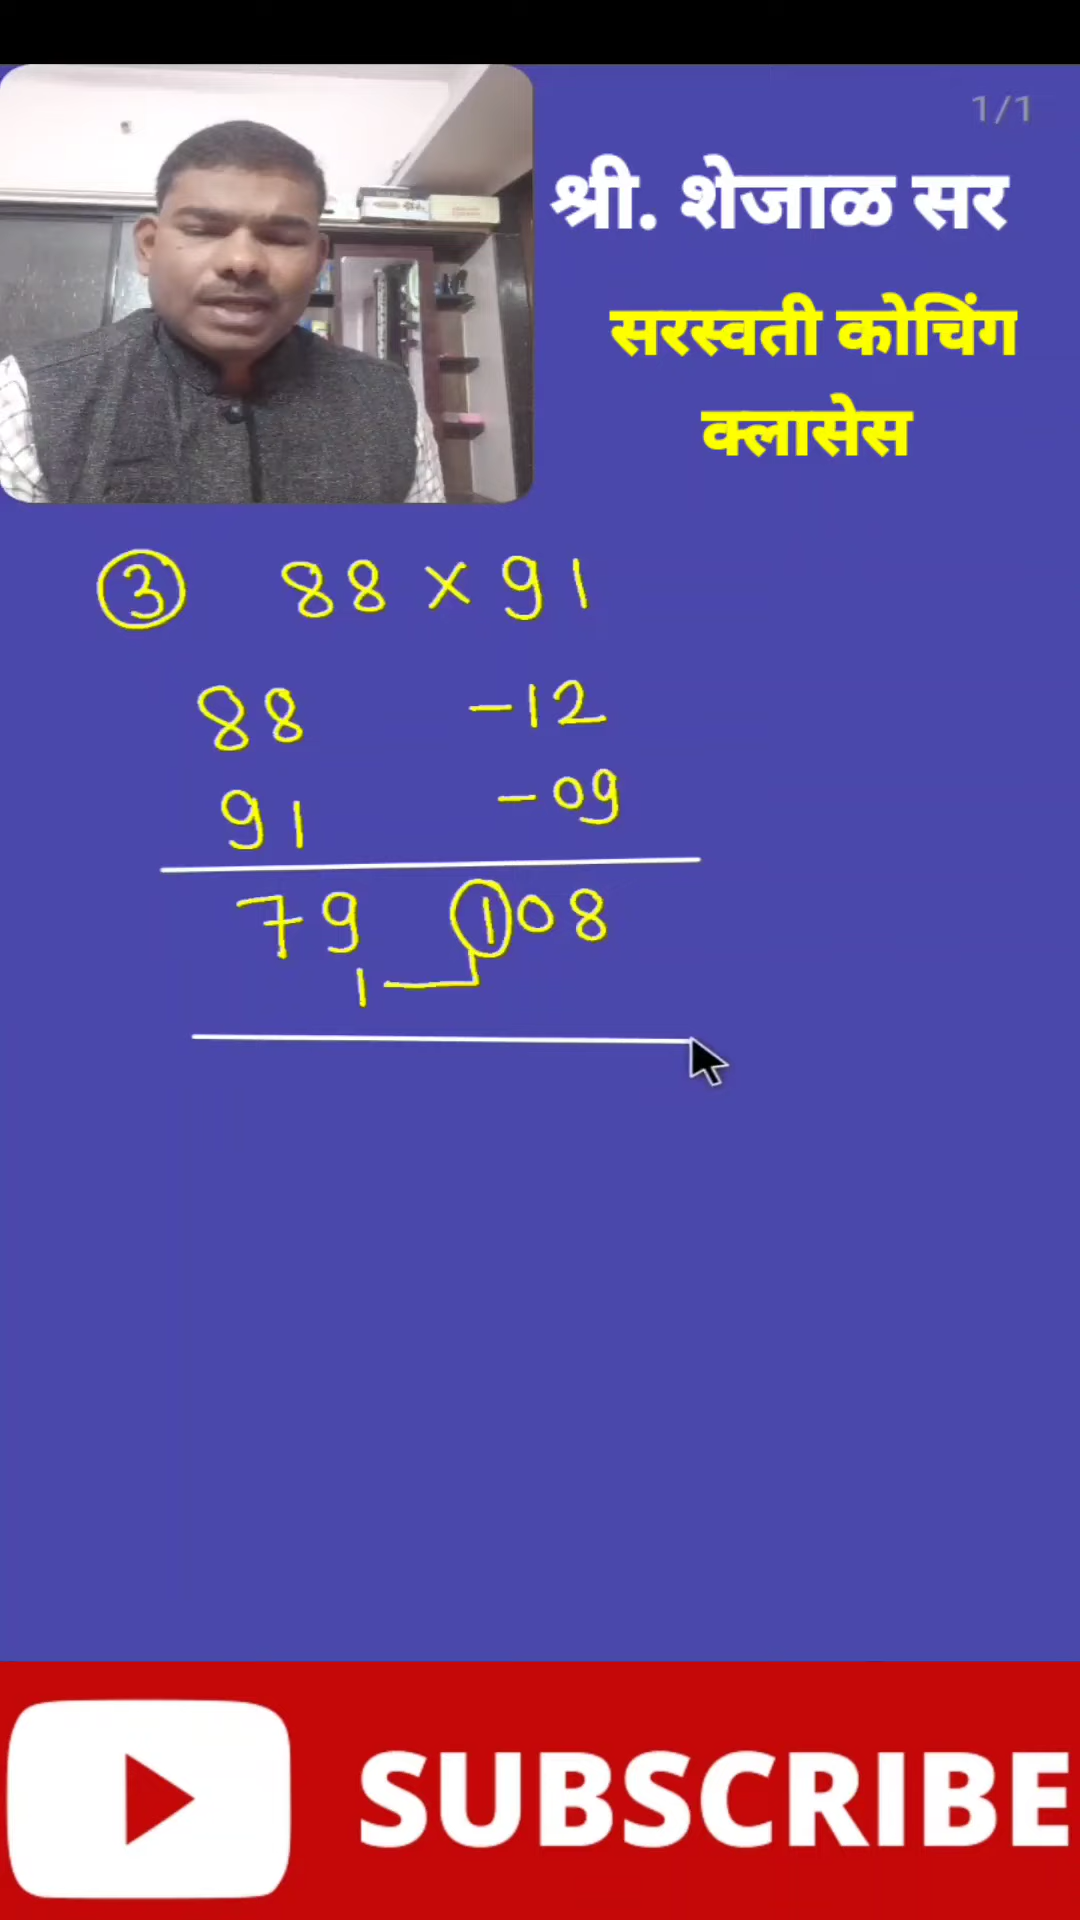 1/1
श्री. शेजाळ सर
सरस्वती कोचिंग
क्लासेस
③ 88 × 91
88 -12
91 -09
79 ①08
1
SUBSCRIBE